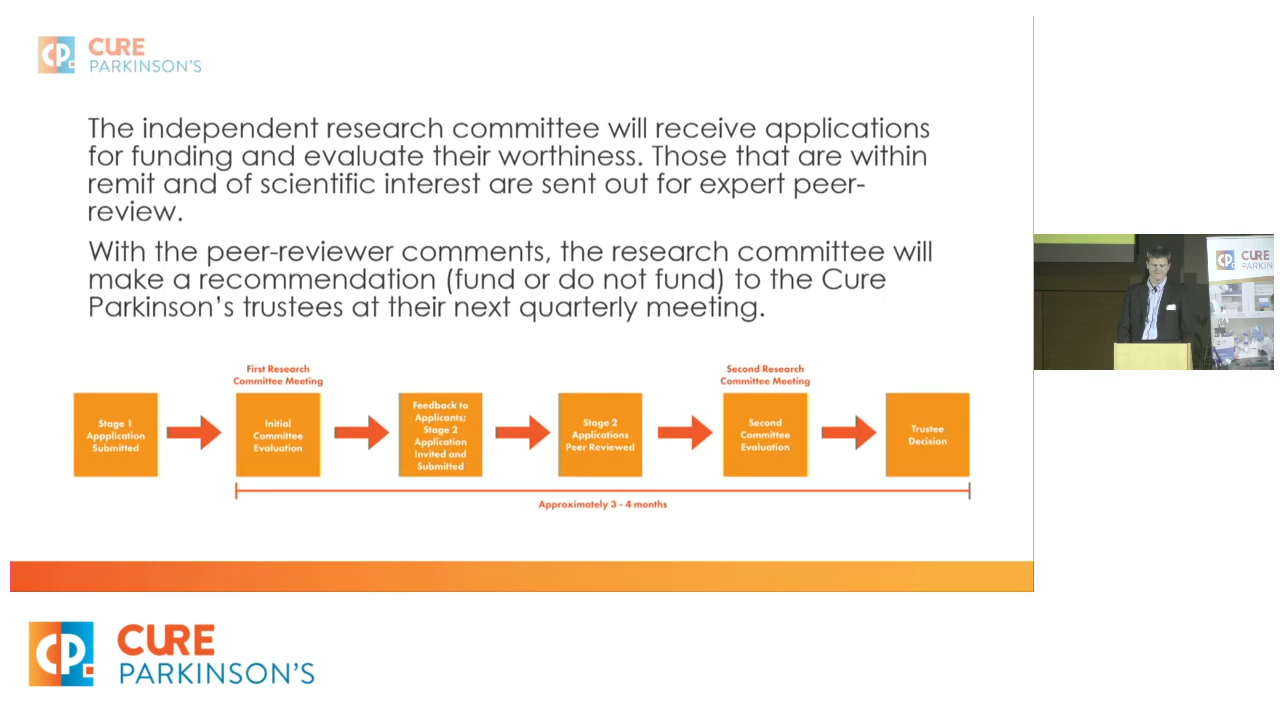 CURE
PARKINSON'S
The independent research committee will receive applications
for funding and evaluate their worthiness. Those that are within
remit and of scientific interest are sent out for expert peer-
review.
With the peer-reviewer comments, the research committee will
make a recommendation (fund or do not fund) to the Cure
Parkinson's trustees at their next quarterly meeting.
First Research
Committee Meeting
Second Research
Committee Meeting
Stage 1
Appplication
Submitted
Initial
Committee
Evaluation
Feedback to
Applicants;
Stage 2
Application
Invited and
Submitted
Stage 2
Applications
Peer Reviewed
Second
Committee
Evaluation
Trustee
Decision
Approximately 3 - 4 months
CP.
CURE
PARKINSON'S
CP.
CURE
PARKIN